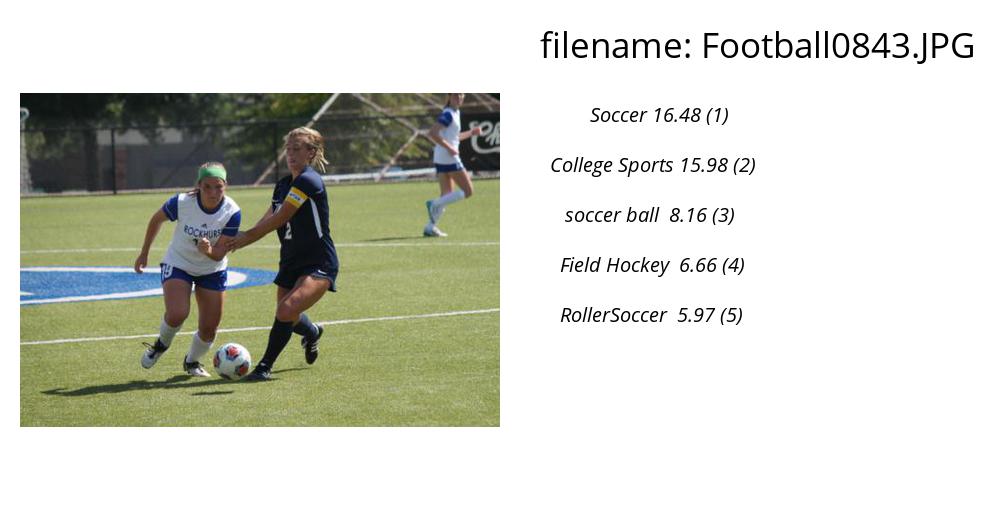 filename: Football0843.JPG
Soccer 16.48 (1)
College Sports 15.98 (2)
soccer ball 8.16 (3)
Field Hockey 6.66 (4)
RollerSoccer 5.97 (5)
ROCKHURST
2